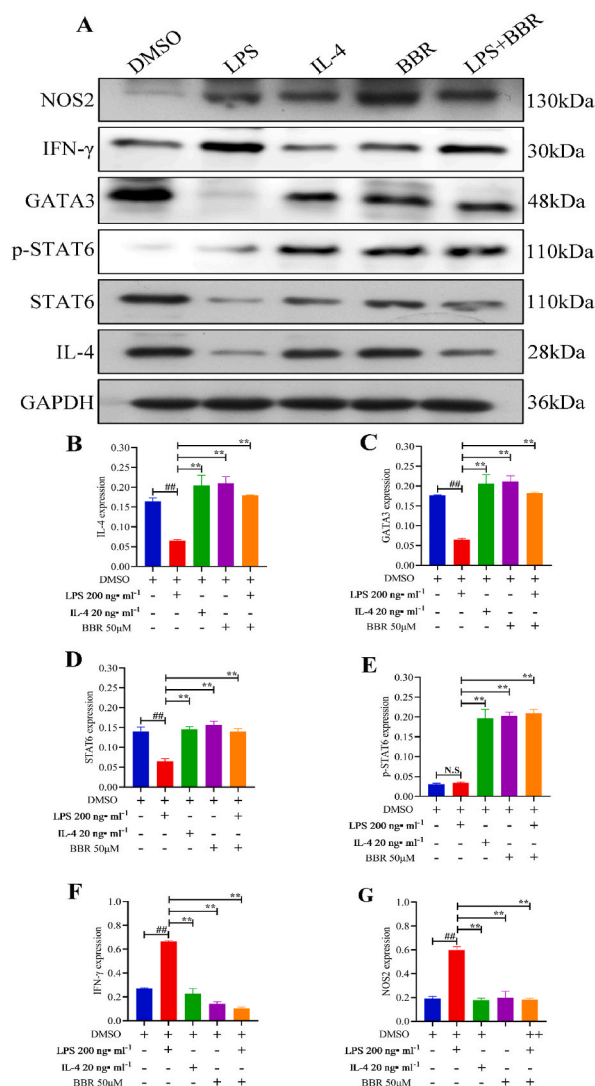 A
DMSO LPS IL-4 BBR LPS+BBR
NOS2 130kDa
IFN-γ 30kDa
GATA3 48kDa
p-STAT6 110kDa
STAT6 110kDa
IL-4 28kDa
GAPDH 36kDa
B
IL-4 expression
0.30
0.25
0.20
0.15
0.10
0.05
0.00
##
**
**
**
DMSO + + + + +
LPS 200 ng▪ ml⁻¹ - + - - +
IL-4 20 ng▪ ml⁻¹ - - + - -
BBR 50μM - - - + +
C
GATA3 expression
0.30
0.25
0.20
0.15
0.10
0.05
0.00
##
**
**
**
DMSO + + + + +
LPS 200 ng▪ ml⁻¹ - + - - +
IL-4 20 ng▪ ml⁻¹ - - + - -
BBR 50μM - - - + +
D
STAT6 expression
0.30
0.25
0.20
0.15
0.10
0.05
0.00
##
**
**
**
DMSO + + + + +
LPS 200 ng▪ ml⁻¹ - + - - +
IL-4 20 ng▪ ml⁻¹ - - + - -
BBR 50μM - - - + +
E
p-STAT6 expression
0.30
0.25
0.20
0.15
0.10
0.05
0.00
N.S.
**
**
**
DMSO + + + + +
LPS 200 ng▪ ml⁻¹ - + - - +
IL-4 20 ng▪ ml⁻¹ - - + - -
BBR 50μM - - - + +
F
IFN-γ expression
1.0
0.8
0.6
0.4
0.2
0.0
##
**
**
**
DMSO + + + + +
LPS 200 ng▪ ml⁻¹ - + - - +
IL-4 20 ng▪ ml⁻¹ - - + - -
BBR 50μM - - - + +
G
NOS2 expression
1.0
0.8
0.6
0.4
0.2
0.0
##
**
**
**
DMSO + + + + ++
LPS 200 ng▪ ml⁻¹ - + - - +
IL-4 20 ng▪ ml⁻¹ - - + - -
BBR 50μM - - - + +